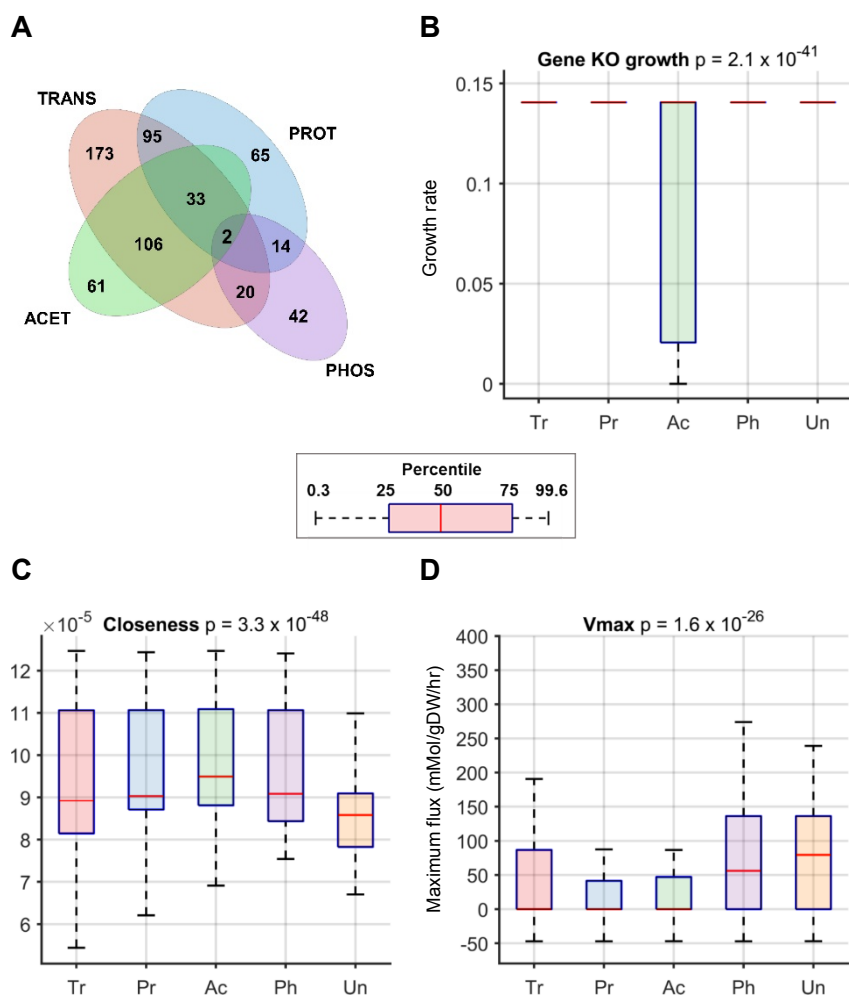 A
TRANS
PROT
95
173
65
33
2
14
106
20
61
42
ACET
PHOS
B
Gene KO growth p = 2.1 x 10^-41
Growth rate
0.15
0.1
0.05
0
Tr Pr Ac Ph Un
Percentile
0.3 25 50 75 99.6
C
×10^-5 Closeness p = 3.3 x 10^-48
12
11
10
9
8
7
6
Tr Pr Ac Ph Un
D
Vmax p = 1.6 x 10^-26
Maximum flux (mMol/gDW/hr)
400
350
300
250
200
150
100
50
0
-50
Tr Pr Ac Ph Un